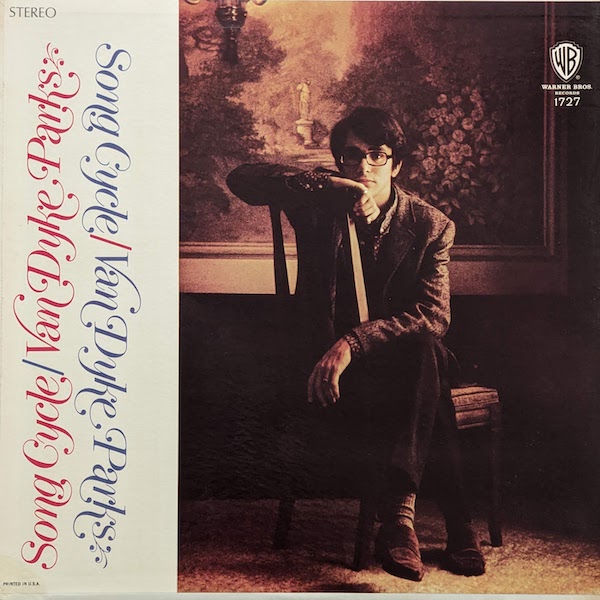 STEREO
Song Cycle/Van Dyke Parks
Song Cycle/Van Dyke Parks
WB
®
WARNER BROS.
RECORDS
1727
PRINTED IN U.S.A.